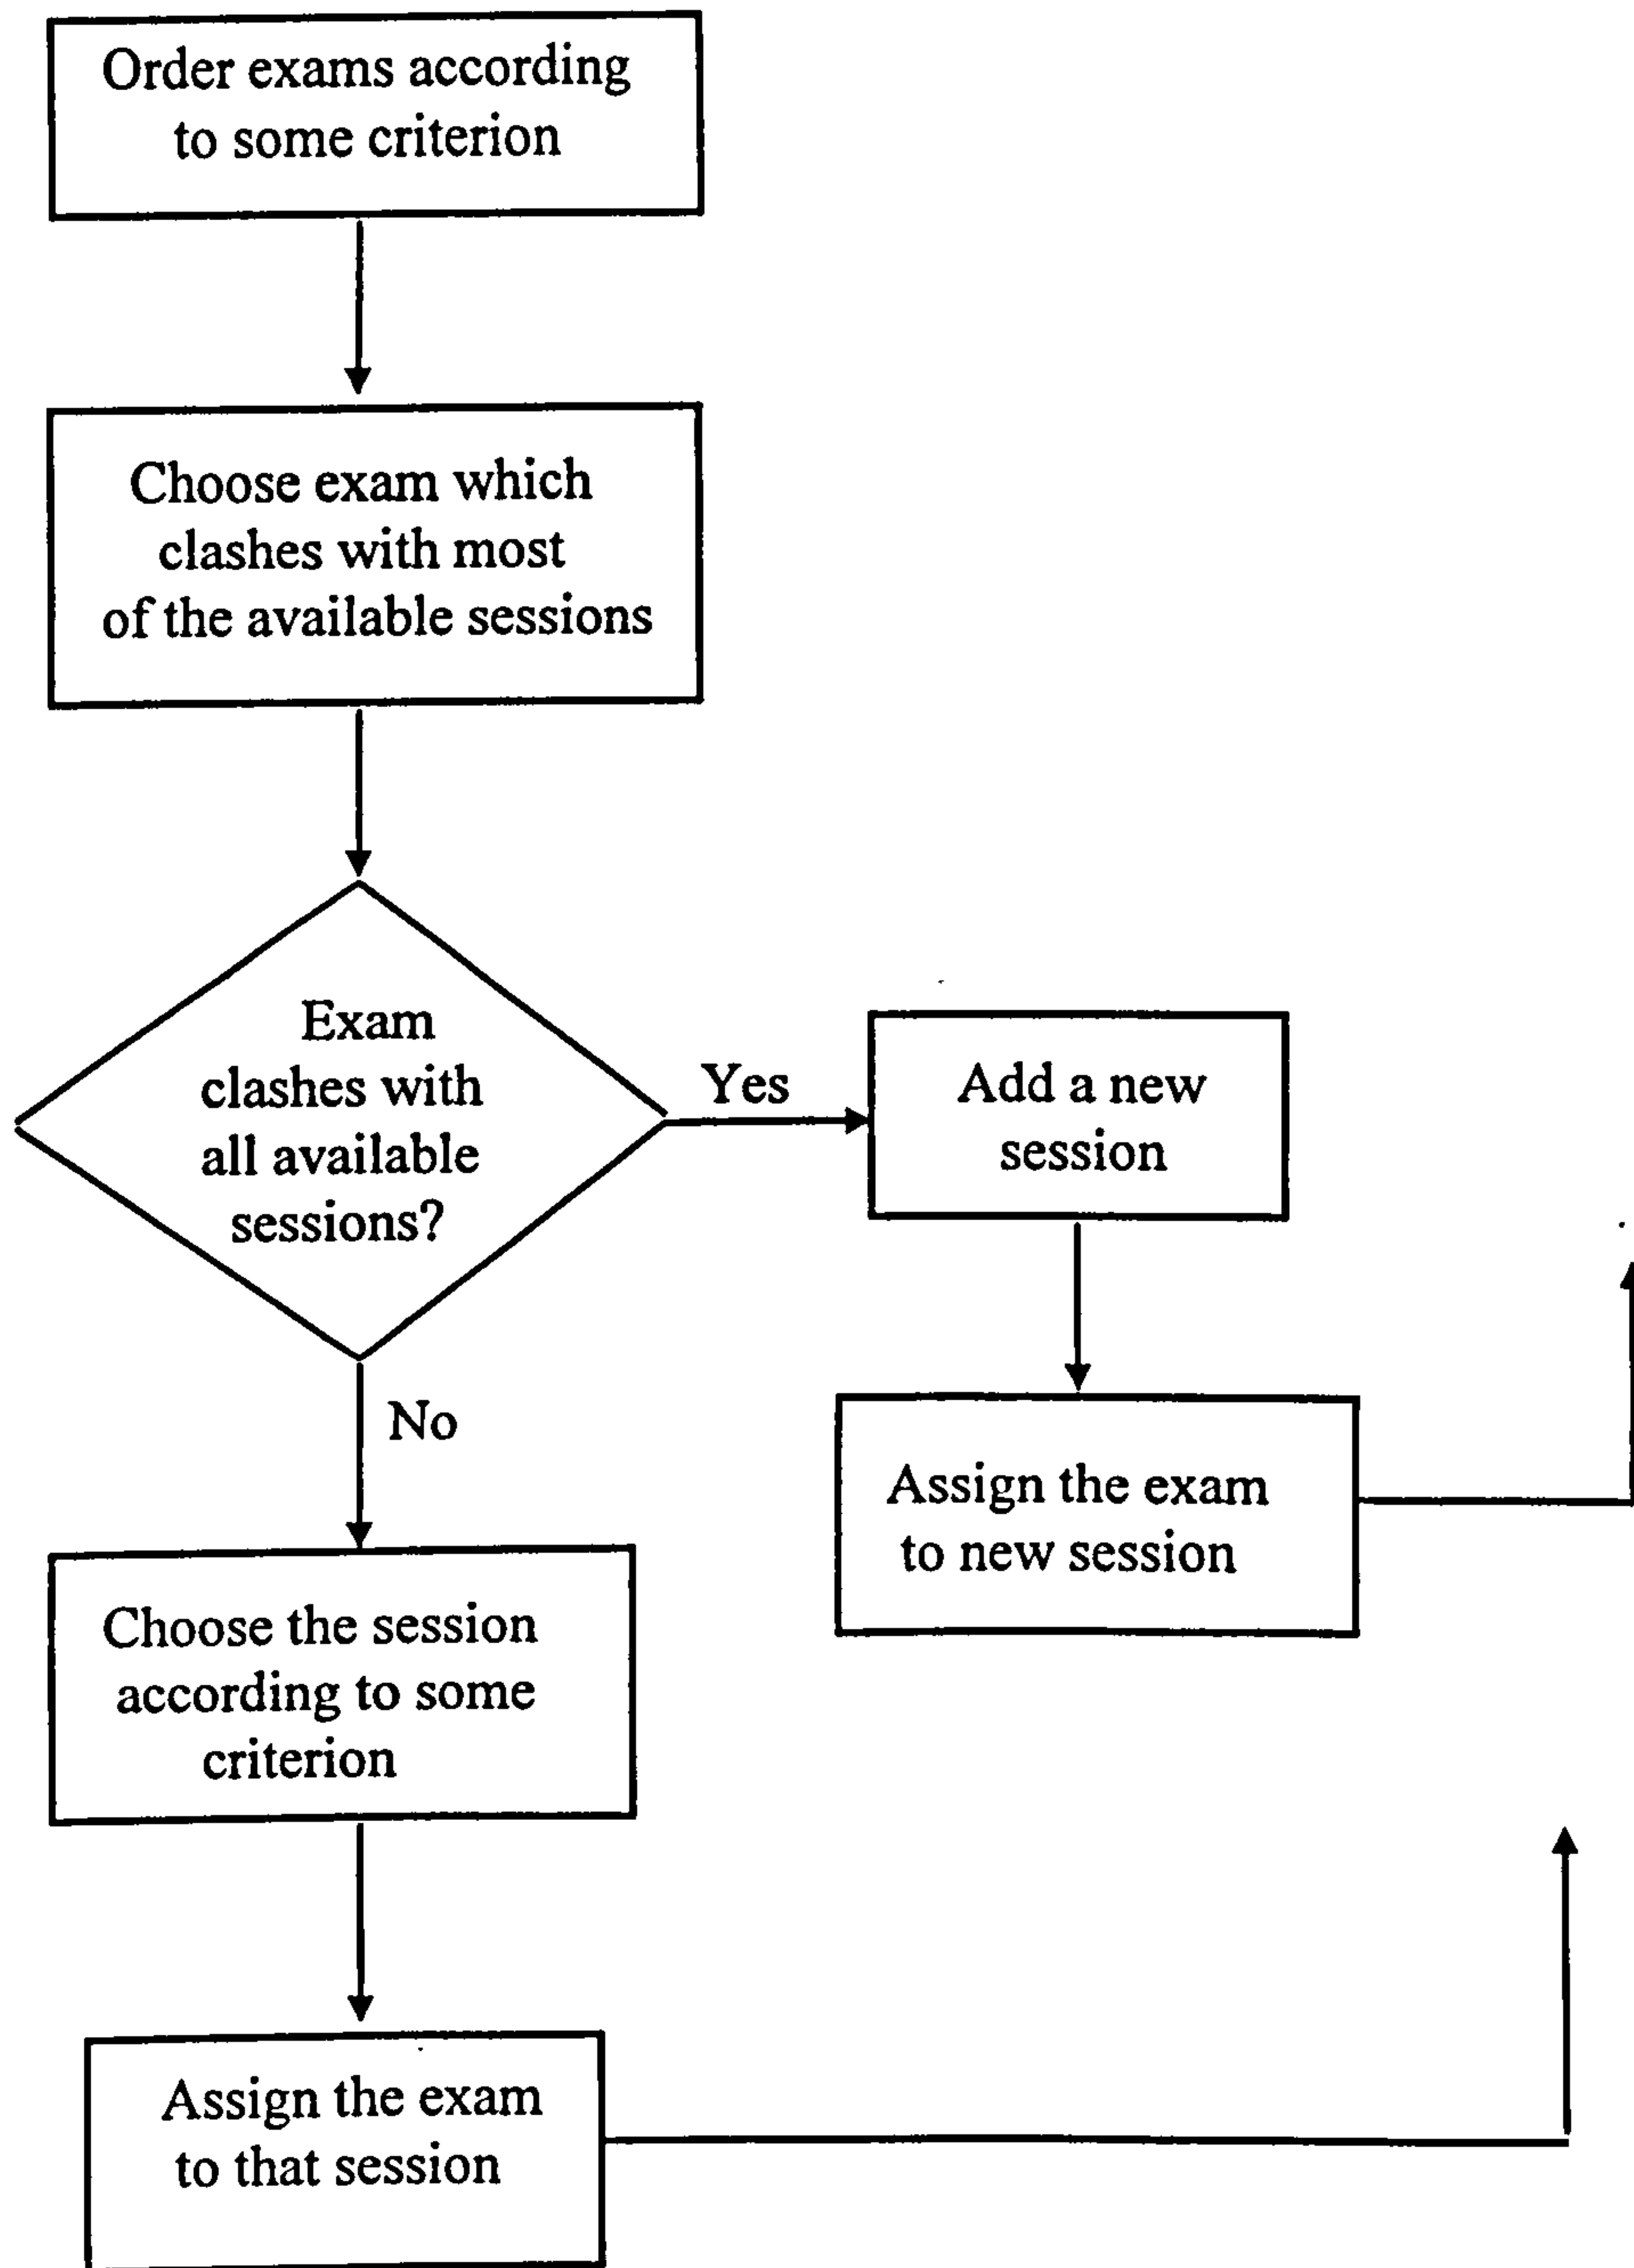 Order exams according
to some criterion
Choose exam which
clashes with most
of the available sessions
Exam
clashes with
all available
sessions?
Yes
Add a new
session
Assign the exam
to new session
No
Choose the session
according to some
criterion
Assign the exam
to that session